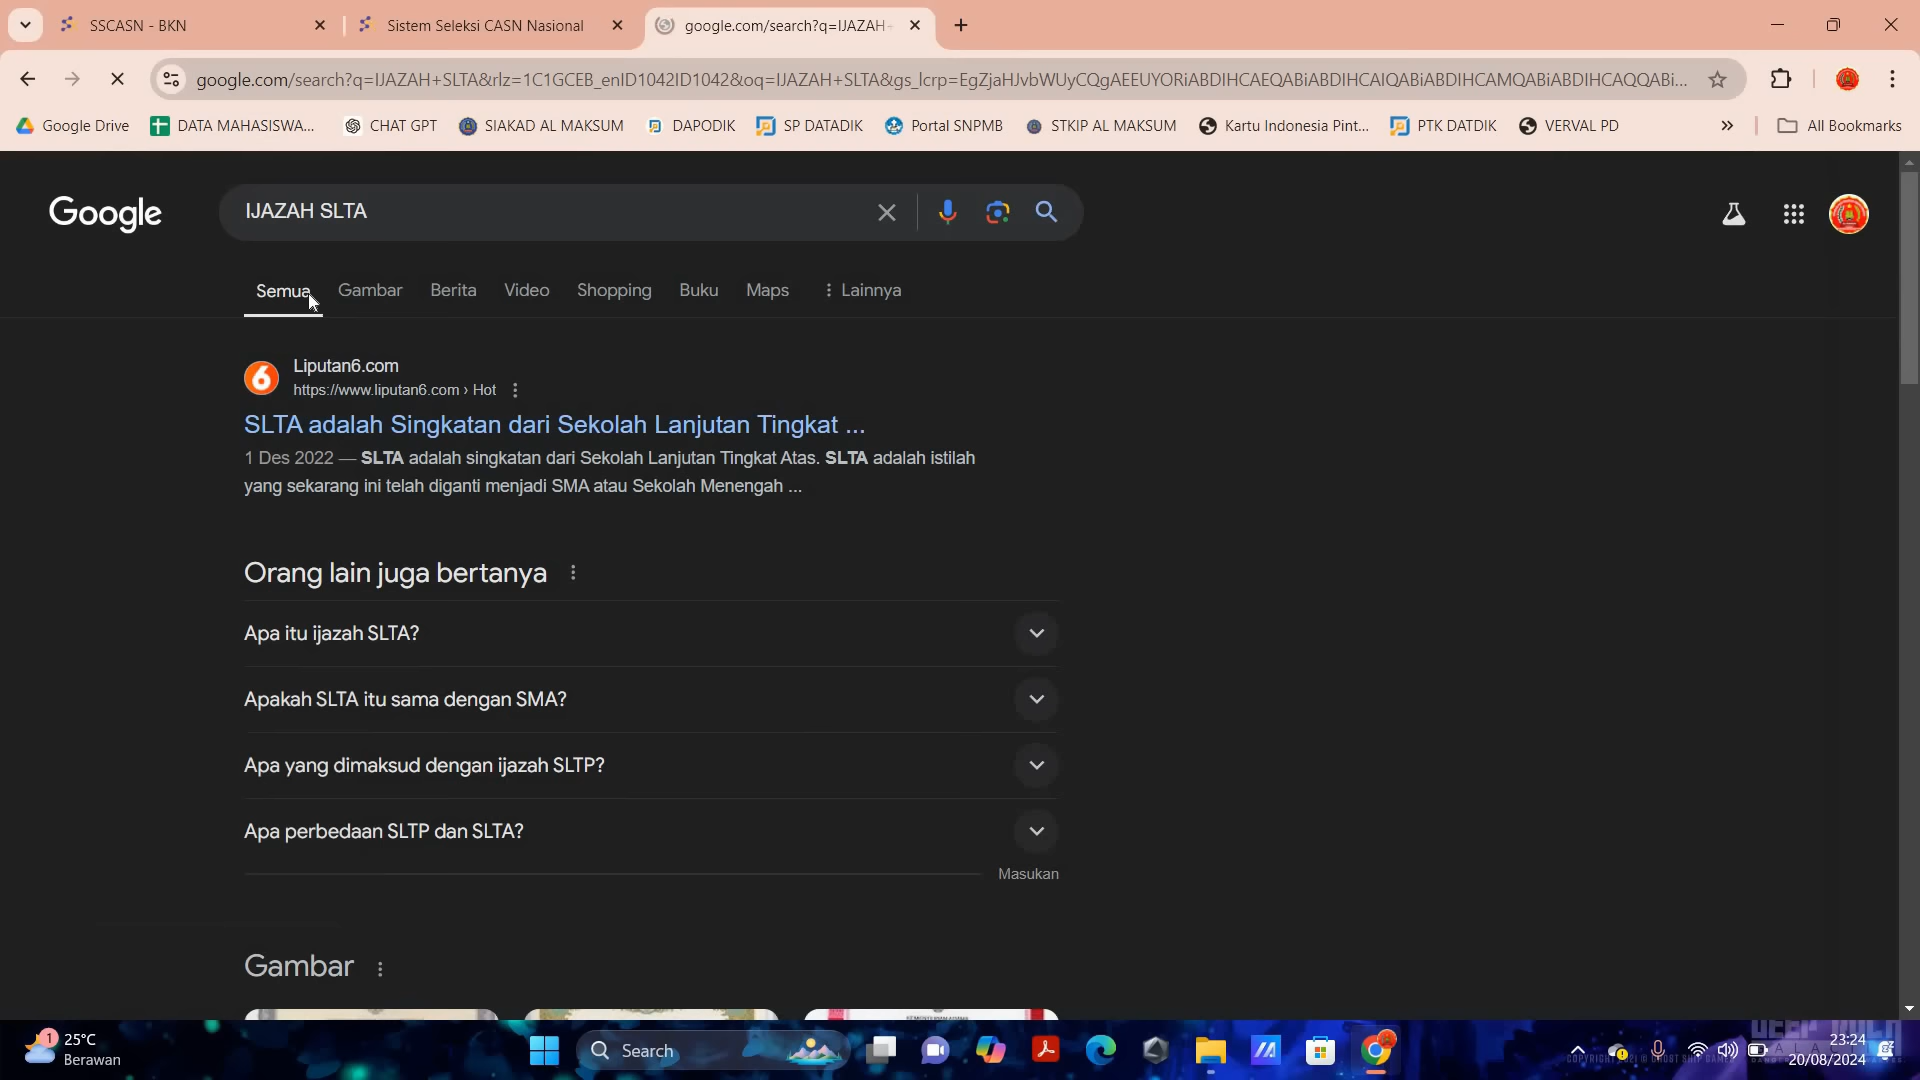 SSCASN - BKN
Sistem Seleksi CASN Nasional
google.com/search?q=IJAZAH
google.com/search?q=IJAZAH+SLTA&rlz=1C1GCEB_enID1042ID1042&oq=IJAZAH+SLTA&gs_lcrp=EgZjaHJvbWUyCQgAEEUYORiABDIHCAEQABiABDIHCAIQABiABDIHCAMQABiABDIHCAQQABi...
Google Drive
DATA MAHASISWA...
CHAT GPT
SIAKAD AL MAKSUM
DAPODIK
SP DATADIK
Portal SNPMB
STKIP AL MAKSUM
Kartu Indonesia Pint...
PTK DATDIK
VERVAL PD
All Bookmarks
Google
IJAZAH SLTA
Semua
Gambar
Berita
Video
Shopping
Buku
Maps
Lainnya
Liputan6.com
https://www.liputan6.com › Hot
SLTA adalah Singkatan dari Sekolah Lanjutan Tingkat ...
1 Des 2022 — SLTA adalah singkatan dari Sekolah Lanjutan Tingkat Atas. SLTA adalah istilah
yang sekarang ini telah diganti menjadi SMA atau Sekolah Menengah ...
Orang lain juga bertanya
Apa itu ijazah SLTA?
Apakah SLTA itu sama dengan SMA?
Apa yang dimaksud dengan ijazah SLTP?
Apa perbedaan SLTP dan SLTA?
Masukan
Gambar
1
25°C
Berawan
Search
23:24
20/08/2024